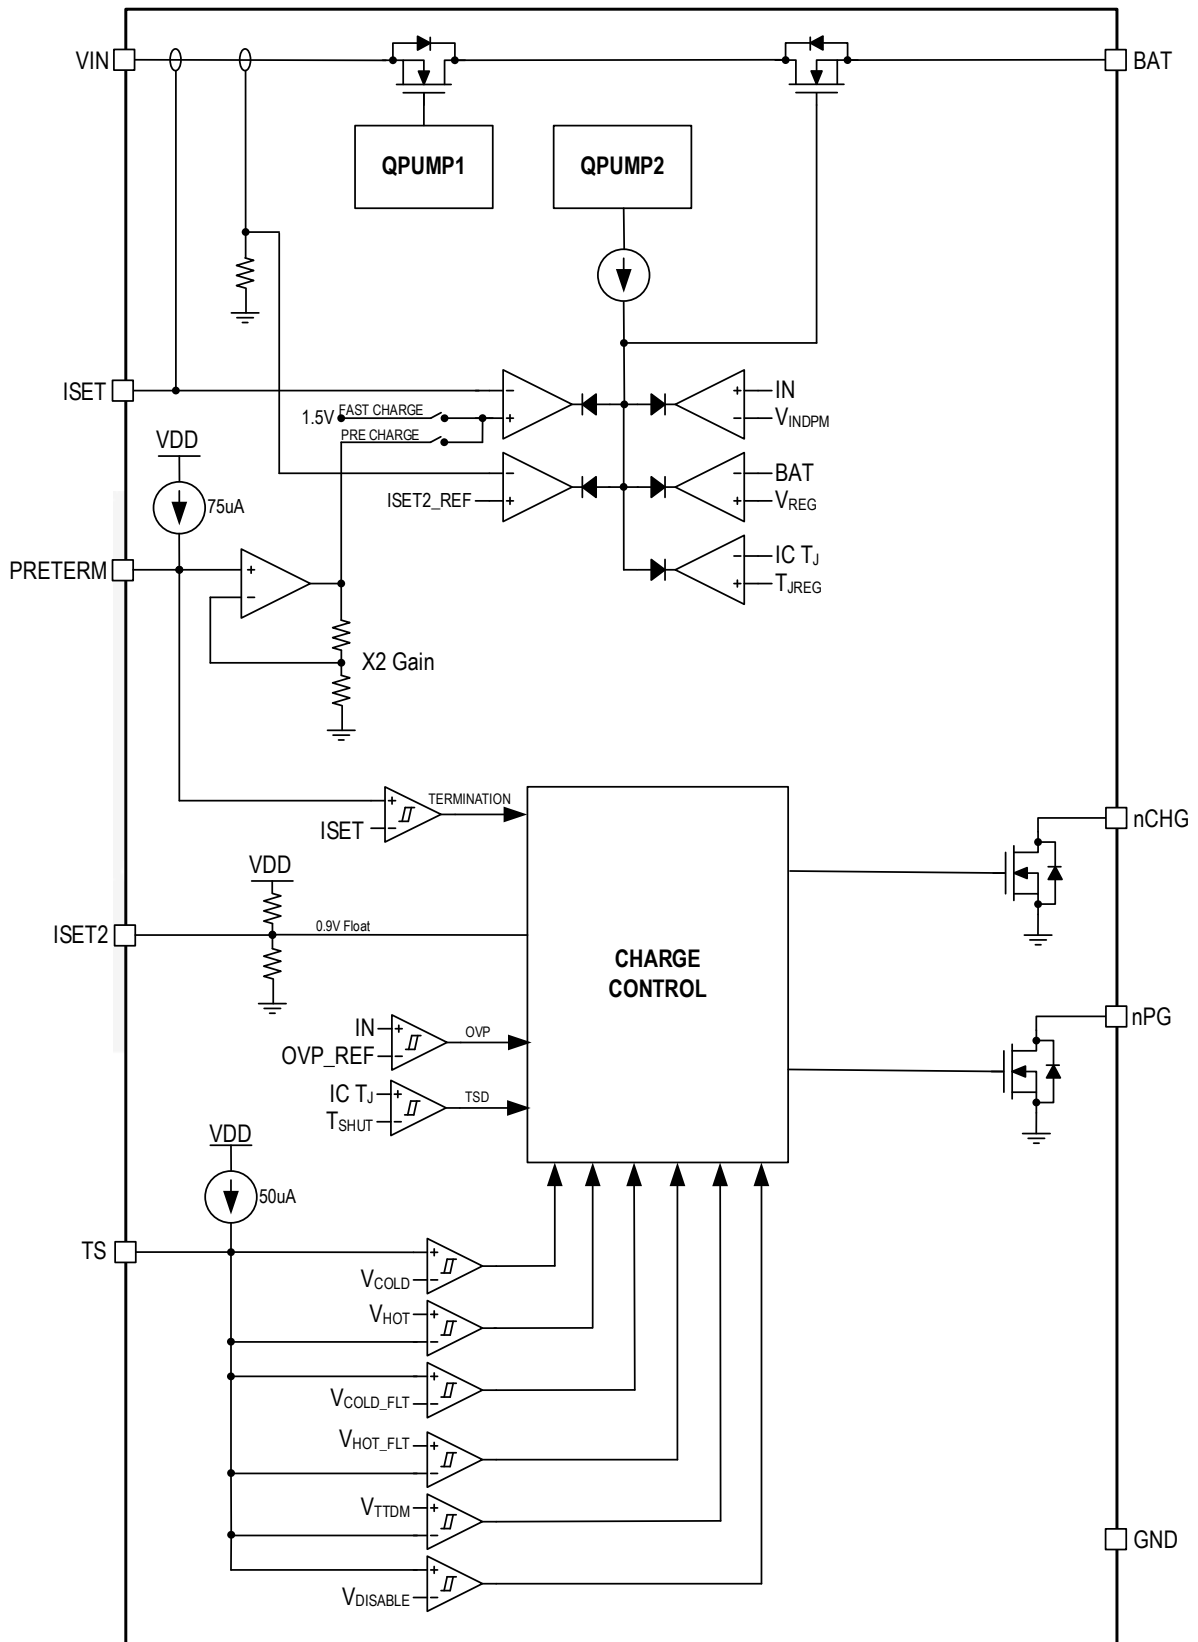 VIN
BAT
QPUMP1
QPUMP2
ISET
1.5V
FAST CHARGE
PRE CHARGE
−
+
+
−
IN
VINDPM
VDD
75uA
ISET2_REF
−
+
−
+
BAT
VREG
PRETERM
+
−
−
+
IC TJ
TJREG
X2 Gain
+
−
ISET
TERMINATION
nCHG
VDD
ISET2
0.9V Float
CHARGE
CONTROL
IN
OVP_REF
+
−
OVP
nPG
IC TJ
TSHUT
+
−
TSD
VDD
50uA
TS
+
−
VCOLD
VHOT
+
−
+
−
VCOLD_FLT
VHOT_FLT
+
−
VTTDM
+
−
GND
+
−
VDISABLE